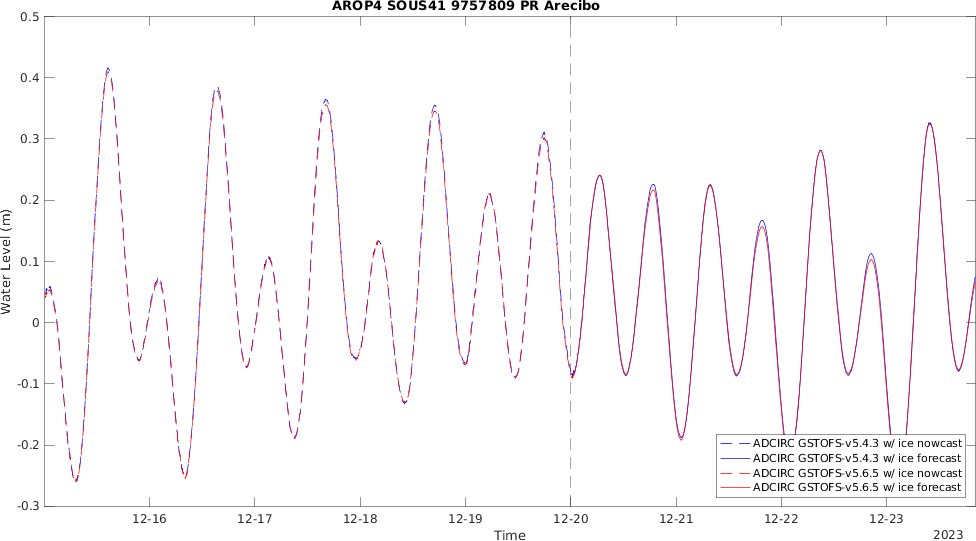 AROP4 SOUS41 9757809 PR Arecibo
0.5
0.4
0.3
0.2
0.1
0
-0.1
-0.2
-0.3
Water Level (m)
12-16
12-17
12-18
12-19
12-20
12-21
12-22
12-23
Time
2023
ADCIRC GSTOFS-v5.4.3 w/ ice nowcast
ADCIRC GSTOFS-v5.4.3 w/ ice forecast
ADCIRC GSTOFS-v5.6.5 w/ ice nowcast
ADCIRC GSTOFS-v5.6.5 w/ ice forecast